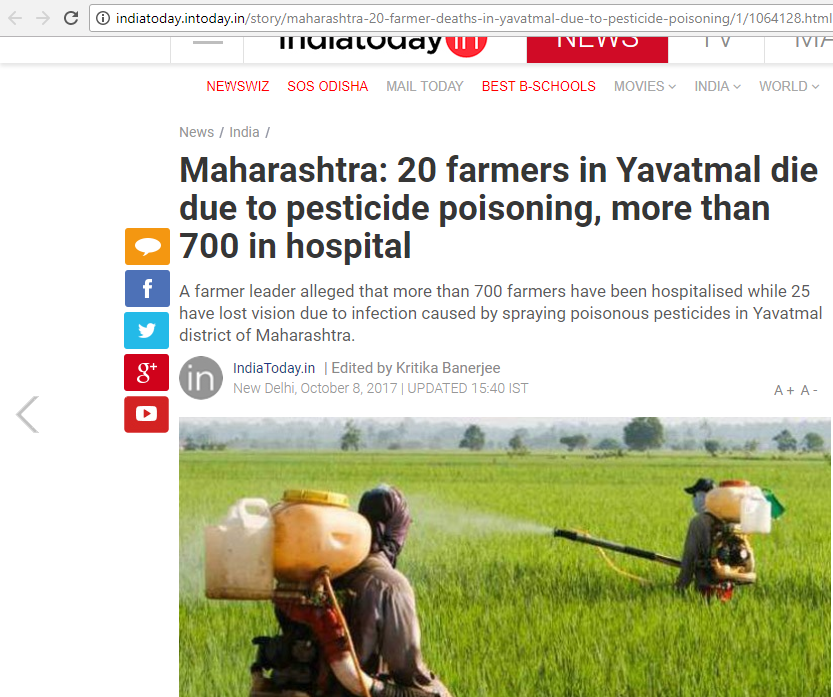 indiatoday.intoday.in/story/maharashtra-20-farmer-deaths-in-yavatmal-due-to-pesticide-poisoning/1/1064128.html
indiatoday in NEWS TV
NEWSWIZ SOS ODISHA MAIL TODAY BEST B-SCHOOLS MOVIES INDIA WORLD
News / India /
Maharashtra: 20 farmers in Yavatmal die
due to pesticide poisoning, more than
700 in hospital
A farmer leader alleged that more than 700 farmers have been hospitalised while 25
have lost vision due to infection caused by spraying poisonous pesticides in Yavatmal
district of Maharashtra.
f
g+
in
IndiaToday.in | Edited by Kritika Banerjee
New Delhi, October 8, 2017 | UPDATED 15:40 IST
A + A -